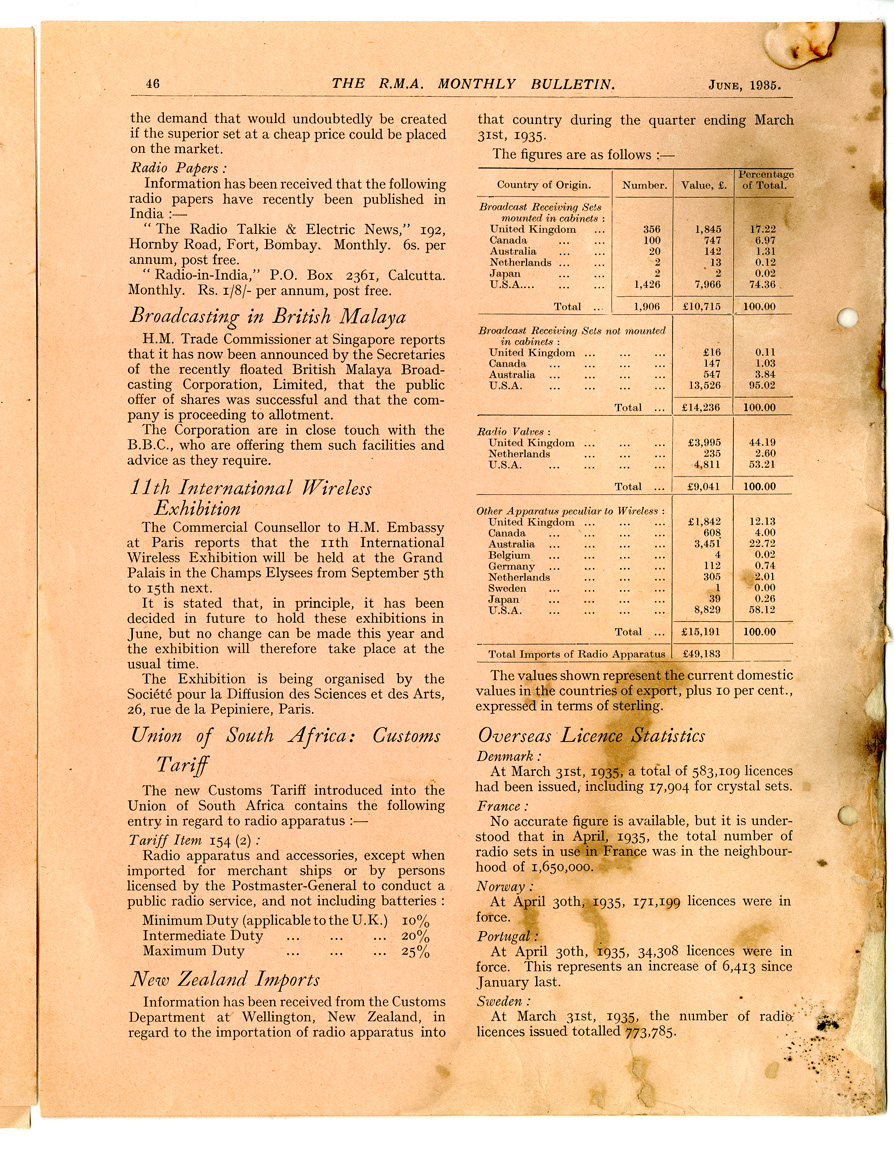 46 THE R.M.A. MONTHLY BULLETIN. JUNE, 1935.
the demand that would undoubtedly be created
if the superior set at a cheap price could be placed
on the market.
Radio Papers :
Information has been received that the following
radio papers have recently been published in
India :—
" The Radio Talkie & Electric News," 192,
Hornby Road, Fort, Bombay. Monthly. 6s. per
annum, post free.
" Radio-in-India," P.O. Box 2361, Calcutta.
Monthly. Rs. 1/8/- per annum, post free.
Broadcasting in British Malaya
H.M. Trade Commissioner at Singapore reports
that it has now been announced by the Secretaries
of the recently floated British Malaya Broad-
casting Corporation, Limited, that the public
offer of shares was successful and that the com-
pany is proceeding to allotment.
The Corporation are in close touch with the
B.B.C., who are offering them such facilities and
advice as they require.
11th International Wireless
Exhibition
The Commercial Counsellor to H.M. Embassy
at Paris reports that the 11th International
Wireless Exhibition will be held at the Grand
Palais in the Champs Elysees from September 5th
to 15th next.
It is stated that, in principle, it has been
decided in future to hold these exhibitions in
June, but no change can be made this year and
the exhibition will therefore take place at the
usual time.
The Exhibition is being organised by the
Société pour la Diffusion des Sciences et des Arts,
26, rue de la Pepiniere, Paris.
Union of South Africa: Customs
Tariff
The new Customs Tariff introduced into the
Union of South Africa contains the following
entry in regard to radio apparatus :—
Tariff Item 154 (2) :
Radio apparatus and accessories, except when
imported for merchant ships or by persons
licensed by the Postmaster-General to conduct a
public radio service, and not including batteries :
Minimum Duty (applicable to the U.K.) 10%
Intermediate Duty ... ... ... 20%
Maximum Duty ... ... ... 25%
New Zealand Imports
Information has been received from the Customs
Department at Wellington, New Zealand, in
regard to the importation of radio apparatus into
that country during the quarter ending March
31st, 1935.
The figures are as follows :—
Country of Origin. Number. Value, £. Percentage of Total.
Broadcast Receiving Sets
mounted in cabinets :
United Kingdom ... 356 1,845 17.22
Canada ... ... 100 747 6.97
Australia ... ... 20 142 1.31
Netherlands ... ... 2 13 0.12
Japan ... ... 2 2 0.02
U.S.A.... ... ... 1,426 7,966 74.36
Total ... 1,906 £10,715 100.00
Broadcast Receiving Sets not mounted
in cabinets :
United Kingdom ... ... ... £16 0.11
Canada ... ... ... ... 147 1.03
Australia ... ... ... ... 547 3.84
U.S.A. ... ... ... ... 13,526 95.02
Total ... £14,236 100.00
Radio Valves :
United Kingdom ... ... ... £3,995 44.19
Netherlands ... ... ... 235 2.60
U.S.A. ... ... ... ... 4,811 53.21
Total ... £9,041 100.00
Other Apparatus peculiar to Wireless :
United Kingdom ... ... ... £1,842 12.13
Canada ... ... ... ... 608 4.00
Australia ... ... ... ... 3,451 22.72
Belgium ... ... ... ... 4 0.02
Germany ... ... ... ... 112 0.74
Netherlands ... ... ... 305 2.01
Sweden ... ... ... ... 1 0.00
Japan ... ... ... ... 39 0.26
U.S.A. ... ... ... ... 8,829 58.12
Total ... £15,191 100.00
Total Imports of Radio Apparatus £49,183
The values shown represent the current domestic
values in the countries of export, plus 10 per cent.,
expressed in terms of sterling.
Overseas Licence Statistics
Denmark :
At March 31st, 1935, a total of 583,109 licences
had been issued, including 17,904 for crystal sets.
France :
No accurate figure is available, but it is under-
stood that in April, 1935, the total number of
radio sets in use in France was in the neighbour-
hood of 1,650,000.
Norway :
At April 30th, 1935, 171,199 licences were in
force.
Portugal :
At April 30th, 1935, 34,308 licences were in
force. This represents an increase of 6,413 since
January last.
Sweden :
At March 31st, 1935, the number of radio
licences issued totalled 773,785.